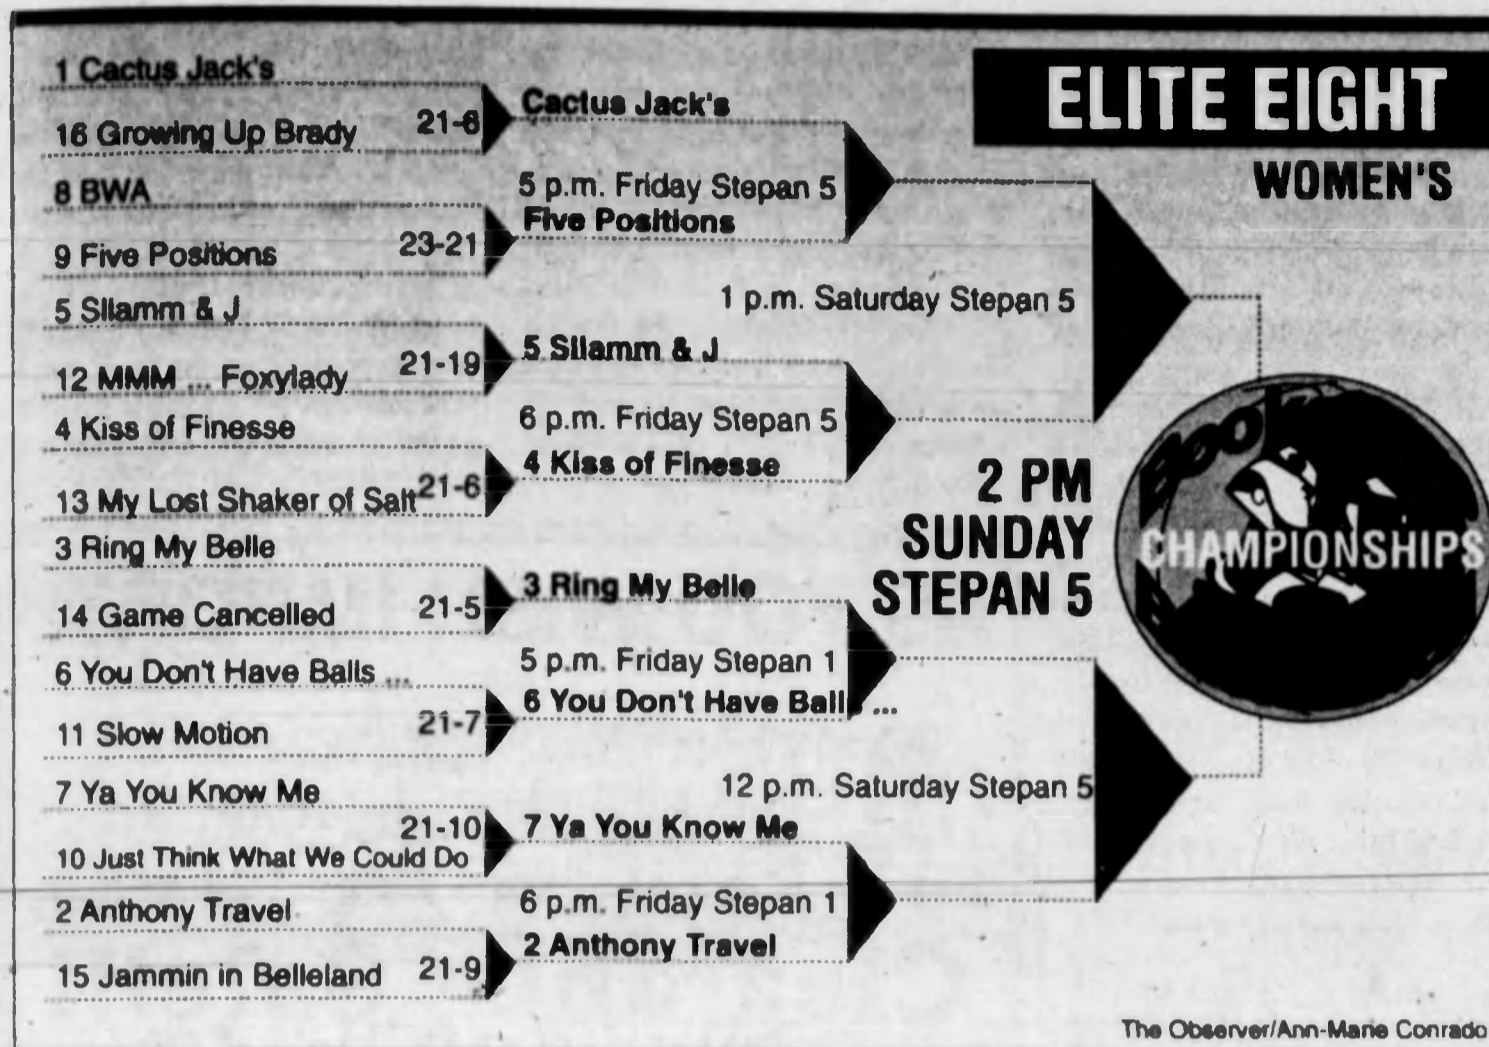 ELITE EIGHT
WOMEN'S
1 Cactus Jack's
16 Growing Up Brady
21-6
8 BWA
9 Five Positions
23-21
5 Sllamm & J
12 MMM ... Foxylady
21-19
4 Kiss of Finesse
13 My Lost Shaker of Salt
21-6
3 Ring My Belle
14 Game Cancelled
21-5
6 You Don't Have Balls ...
11 Slow Motion
21-7
7 Ya You Know Me
21-10
10 Just Think What We Could Do
2 Anthony Travel
15 Jammin in Belleland
21-9
Cactus Jack's
5 p.m. Friday Stepan 5
Five Positions
5 Sllamm & J
6 p.m. Friday Stepan 5
4 Kiss of Finesse
3 Ring My Belle
5 p.m. Friday Stepan 1
6 You Don't Have Balls ...
7 Ya You Know Me
6 p.m. Friday Stepan 1
2 Anthony Travel
1 p.m. Saturday Stepan 5
12 p.m. Saturday Stepan 5
2 PM
SUNDAY
STEPAN 5
CHAMPIONSHIPS
The Observer/Ann-Marie Conrado